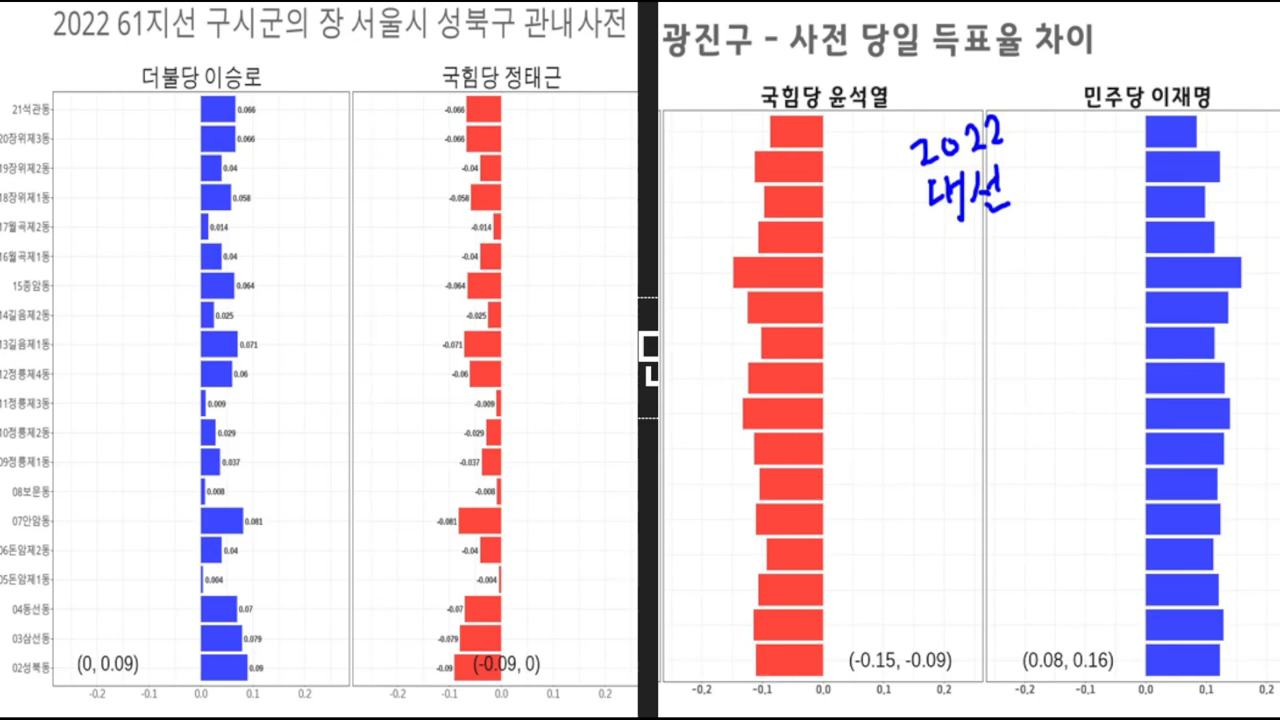 2022 61지선 구시군의 장 서울시 성북구 관내사전
더불당 이승로
국힘당 정태근
21석관동 0.066 -0.066
20장위제3동 0.066 -0.066
19장위제2동 0.04 -0.04
18장위제1동 0.058 -0.058
17월곡제2동 0.014 -0.014
16월곡제1동 0.04 -0.04
15종암동 0.064 -0.064
14길음제2동 0.025 -0.025
13길음제1동 0.071 -0.071
12정릉제4동 0.06 -0.06
11정릉제3동 0.009 -0.009
10정릉제2동 0.029 -0.029
09정릉제1동 0.037 -0.037
08보문동 0.008 -0.008
07안암동 0.081 -0.081
06돈암제2동 0.04 -0.04
05돈암제1동 0.004 -0.004
04동선동 0.07 -0.07
03삼선동 0.079 -0.079
02성북동 0.09 -0.09
(0, 0.09)
(-0.09, 0)
-0.2 -0.1 0.0 0.1 0.2
-0.2 -0.1 0.0 0.1 0.2
광진구 - 사전 당일 득표율 차이
국힘당 윤석열
민주당 이재명
2022
대선
(-0.15, -0.09)
(0.08, 0.16)
-0.2 -0.1 0.0 0.1 0.2
-0.2 -0.1 0.0 0.1 0.2